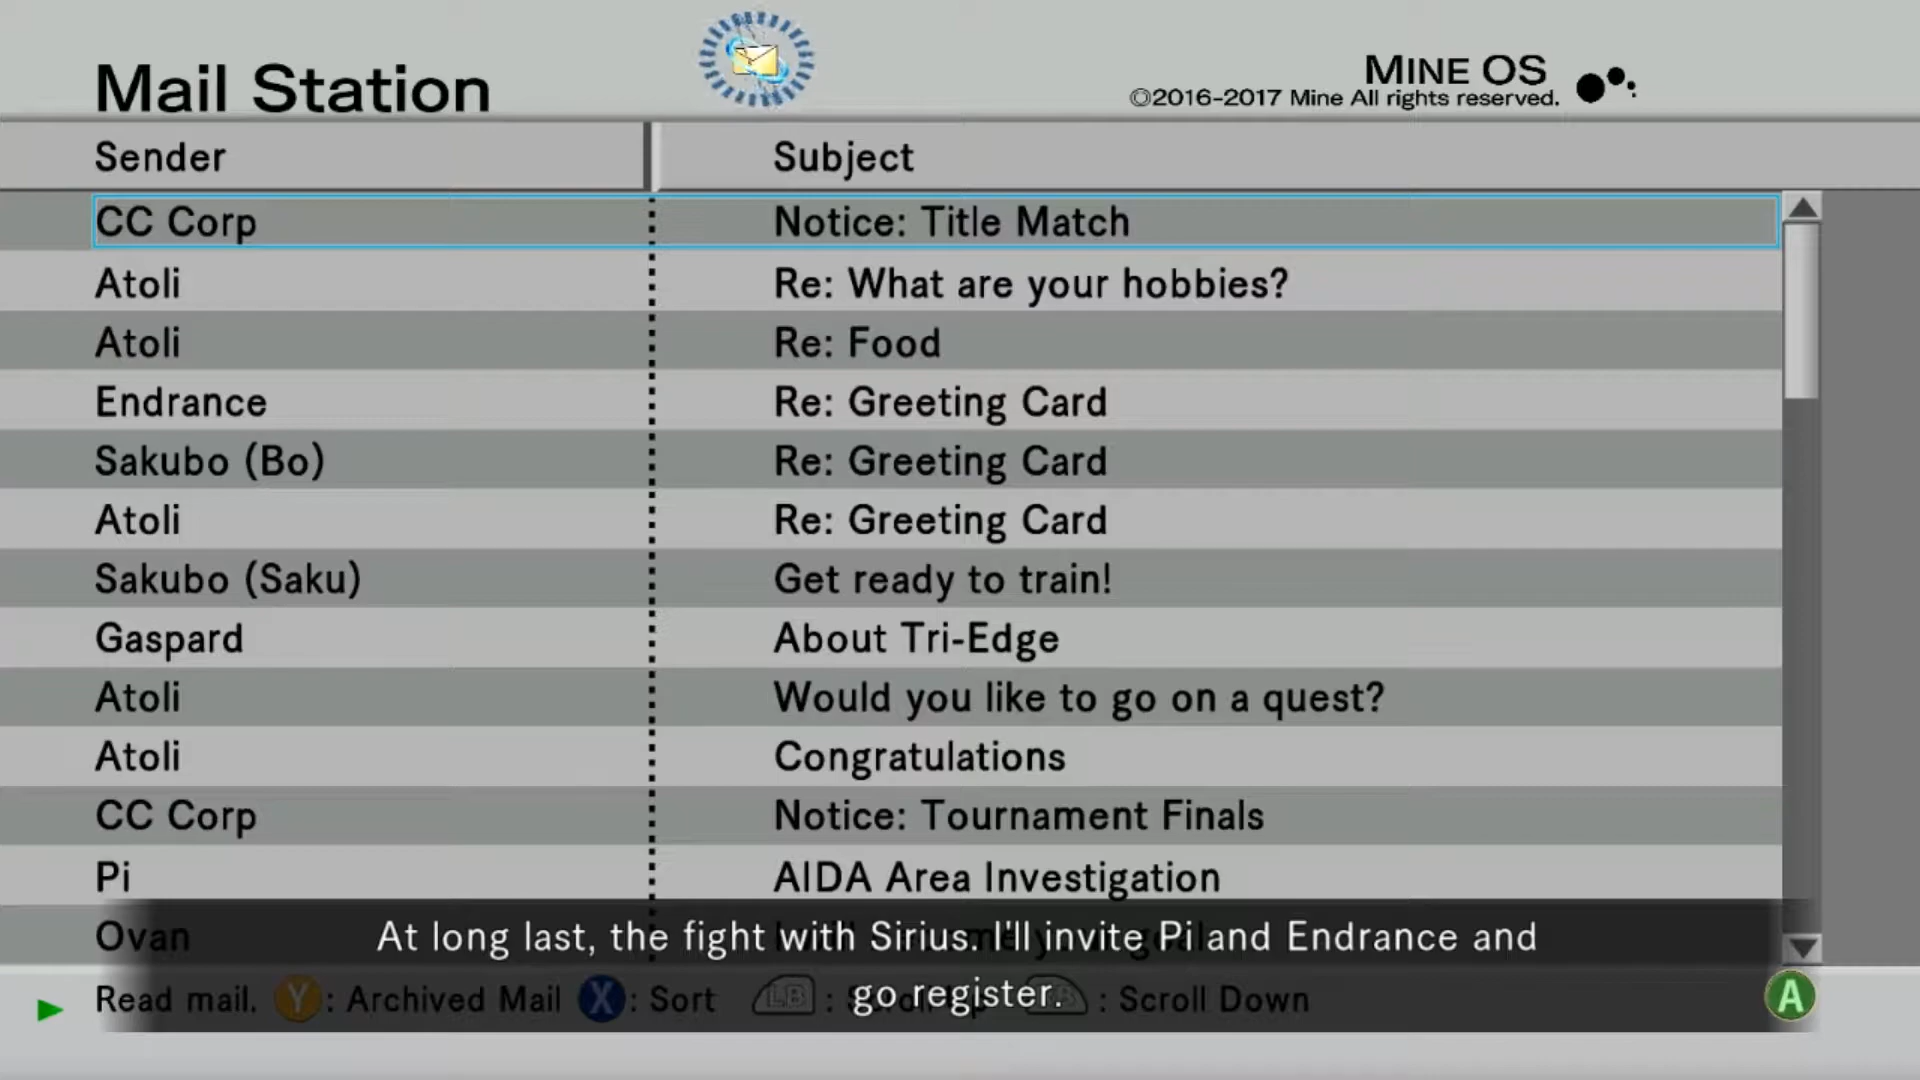 Mail Station
MINE OS
©2016-2017 Mine All rights reserved.
Sender Subject
CC Corp Notice: Title Match
Atoli Re: What are your hobbies?
Atoli Re: Food
Endrance Re: Greeting Card
Sakubo (Bo) Re: Greeting Card
Atoli Re: Greeting Card
Sakubo (Saku) Get ready to train!
Gaspard About Tri-Edge
Atoli Would you like to go on a quest?
Atoli Congratulations
CC Corp Notice: Tournament Finals
Pi AIDA Area Investigation
Ovan
At long last, the fight with Sirius. I'll invite Pi and Endrance and
go register.
Read mail. Y: Archived Mail X: Sort LB : : Scroll Down A